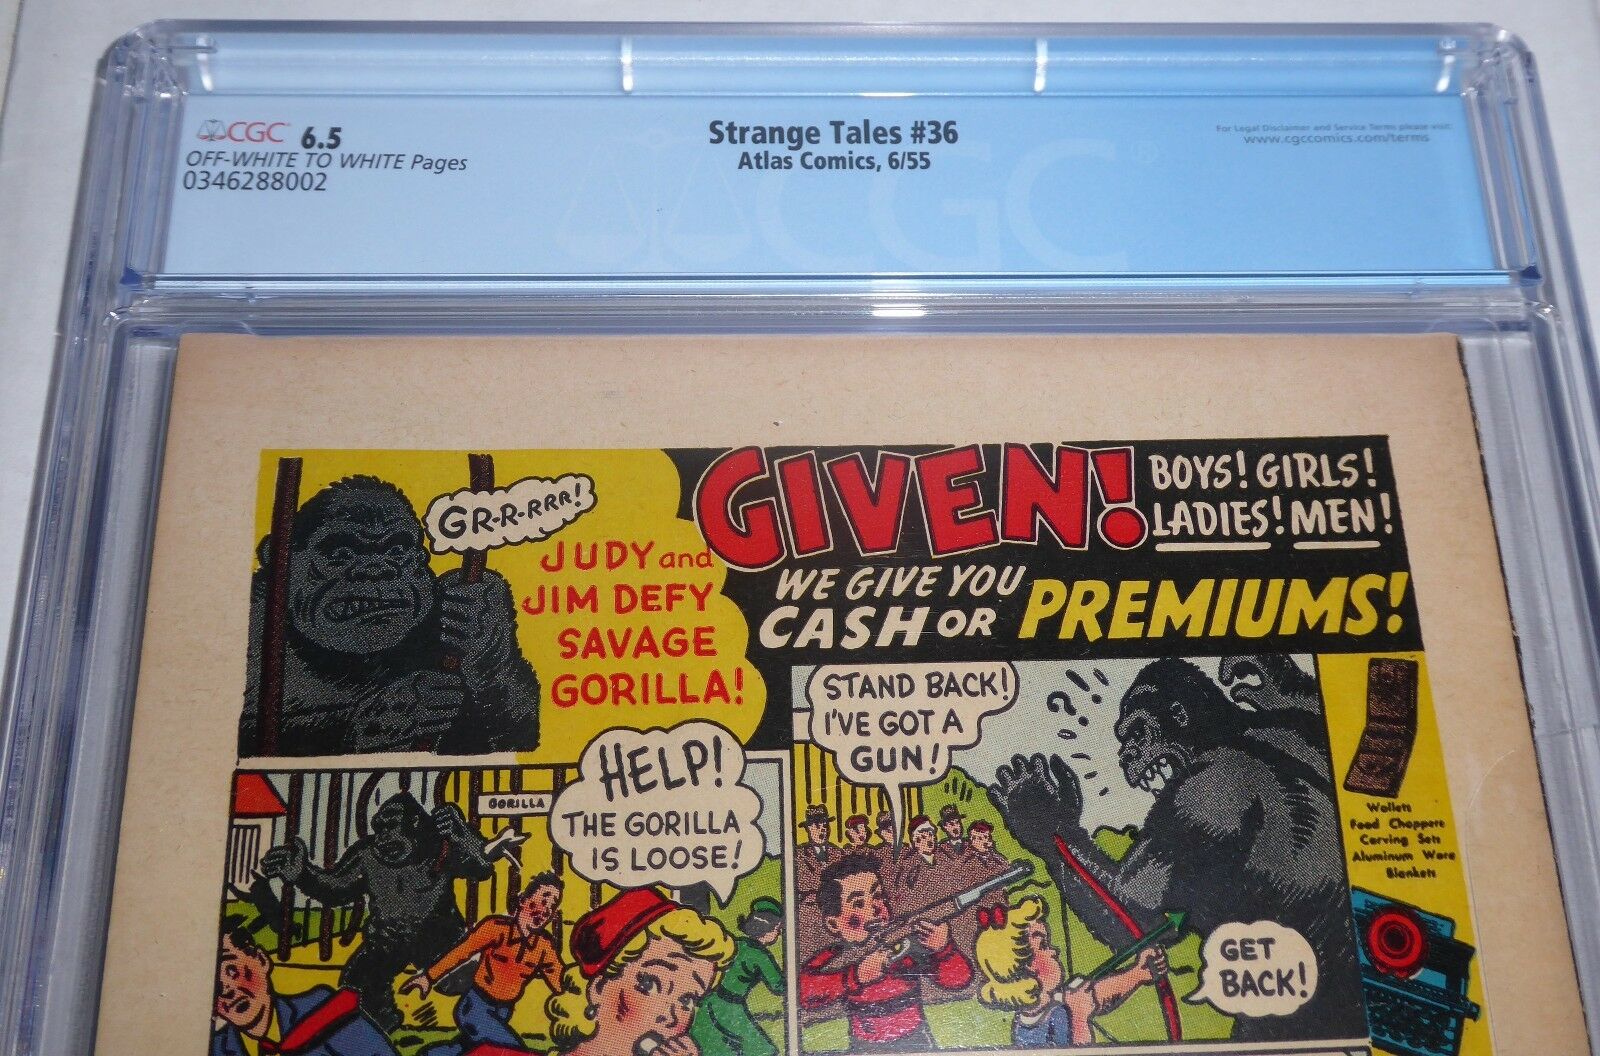 CGC 6.5
OFF-WHITE TO WHITE Pages
0346288002
Strange Tales #36
Atlas Comics, 6/55
For Legal Disclaimer and Service Terms please visit:
www.cgccomics.com/terms
CGC
GR-R-RRR!
JUDY and
JIM DEFY
SAVAGE
GORILLA!
GIVEN!
BOYS! GIRLS!
LADIES! MEN!
WE GIVE YOU
CASH OR PREMIUMS!
HELP!
THE GORILLA
IS LOOSE!
GORILLA
STAND BACK!
I'VE GOT A
GUN!
?!!
GET
BACK!
Wallets
Food Choppers
Carving Sets
Aluminum Ware
Blankets